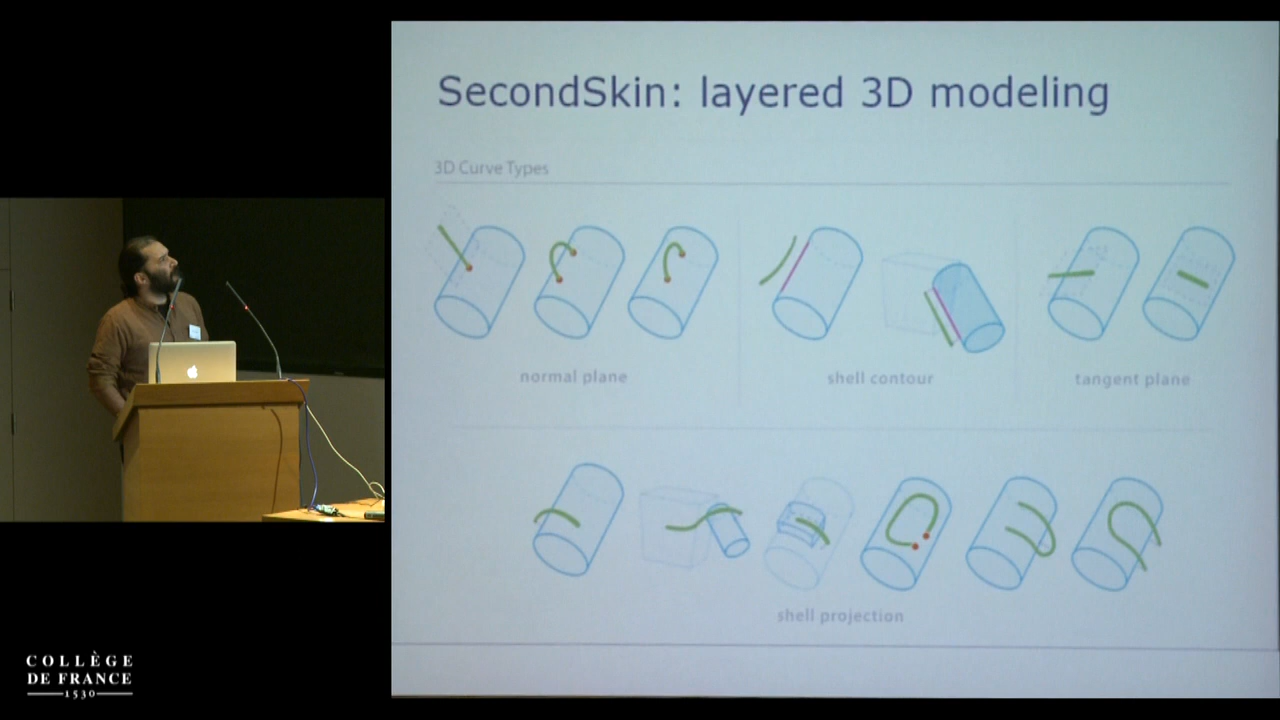 SecondSkin: layered 3D modeling
3D Curve Types
normal plane
shell contour
tangent plane
shell projection
COLLÈGE
DE FRANCE
1530